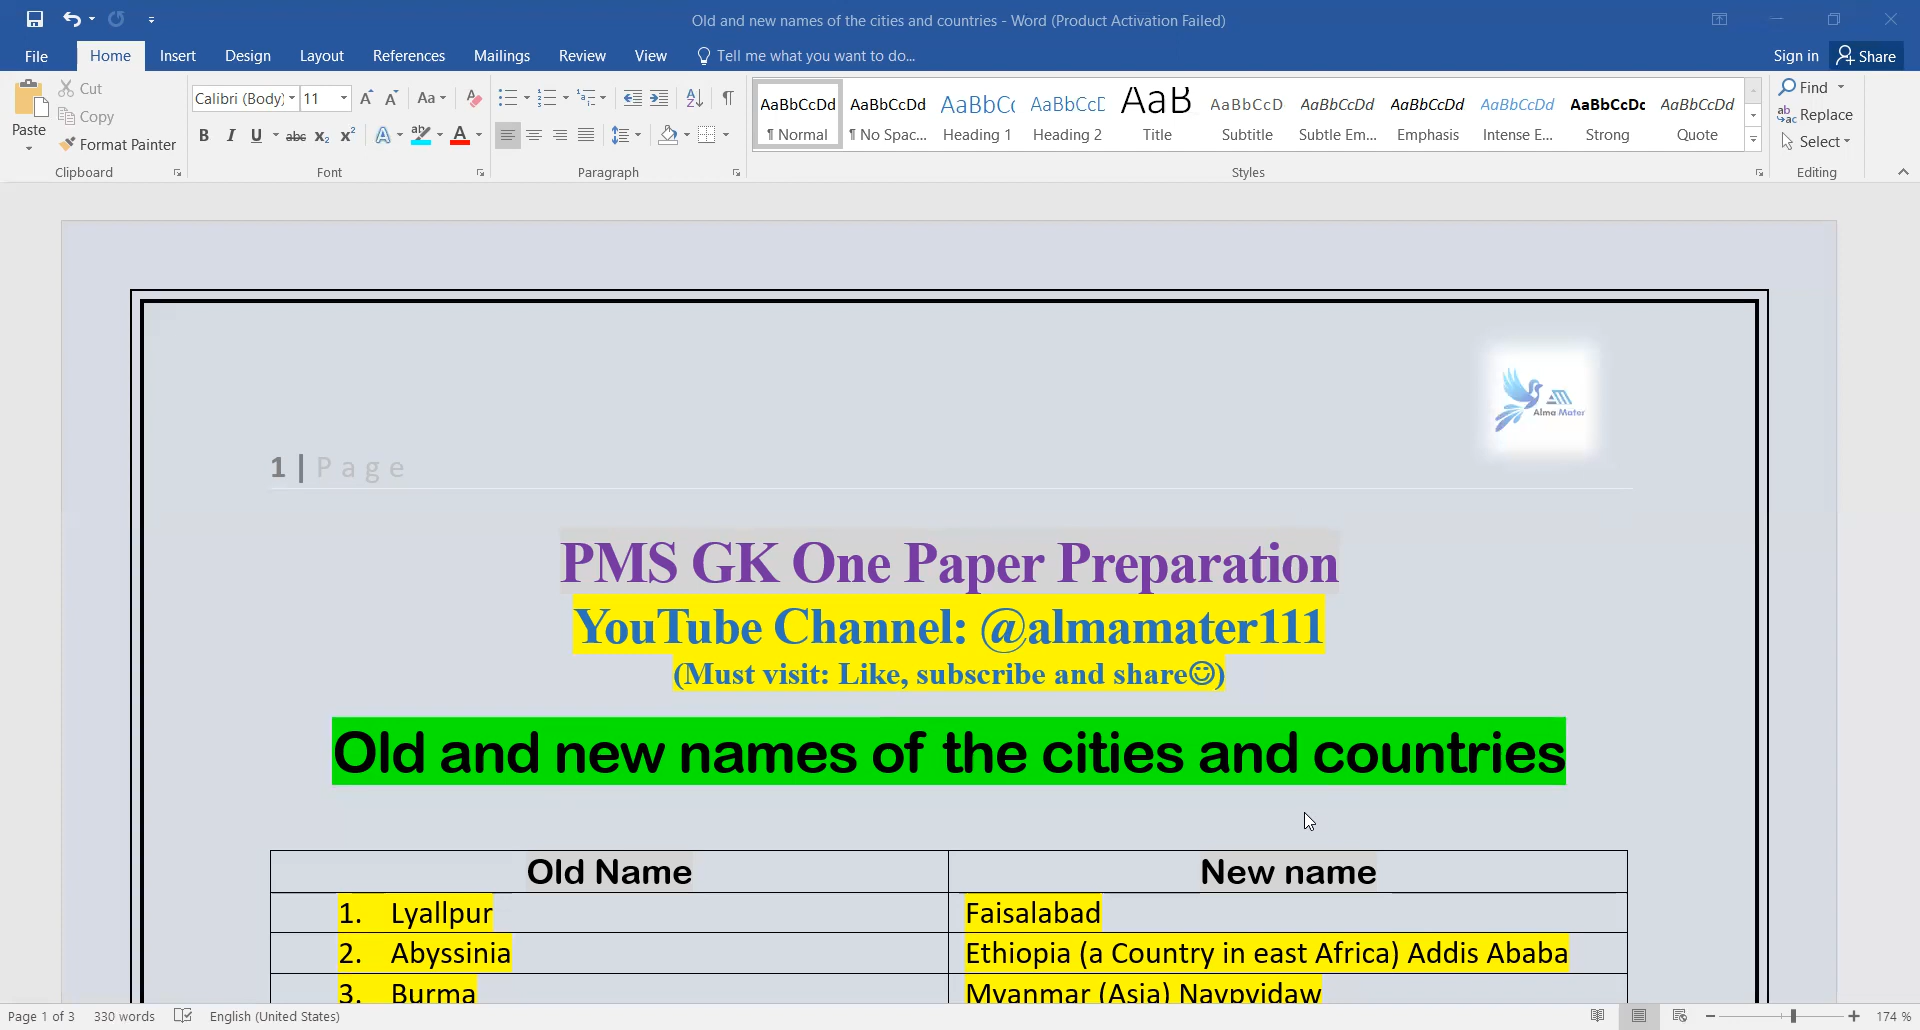 Old and new names of the cities and countries - Word (Product Activation Failed)
File Home Insert Design Layout References Mailings Review View Tell me what you want to do... Sign in Share
Paste Cut Copy Format Painter
Clipboard
Calibri (Body) 11
Font
Paragraph
AaBbCcDd AaBbCcDd AaBbCc AaBbCcD AaB AaBbCcD AaBbCcDd AaBbCcDd AaBbCcDd AaBbCcDc AaBbCcDd
¶ Normal ¶ No Spac... Heading 1 Heading 2 Title Subtitle Subtle Em... Emphasis Intense E... Strong Quote
Styles
Find
Replace
Select
Editing
Alma Mater
1 | Page
PMS GK One Paper Preparation
YouTube Channel: @almamater111
(Must visit: Like, subscribe and share☺)
Old and new names of the cities and countries
Old Name New name
1. Lyallpur Faisalabad
2. Abyssinia Ethiopia (a Country in east Africa) Addis Ababa
3. Burma Myanmar (Asia) Naypyidaw
Page 1 of 3 330 words English (United States) 174 %